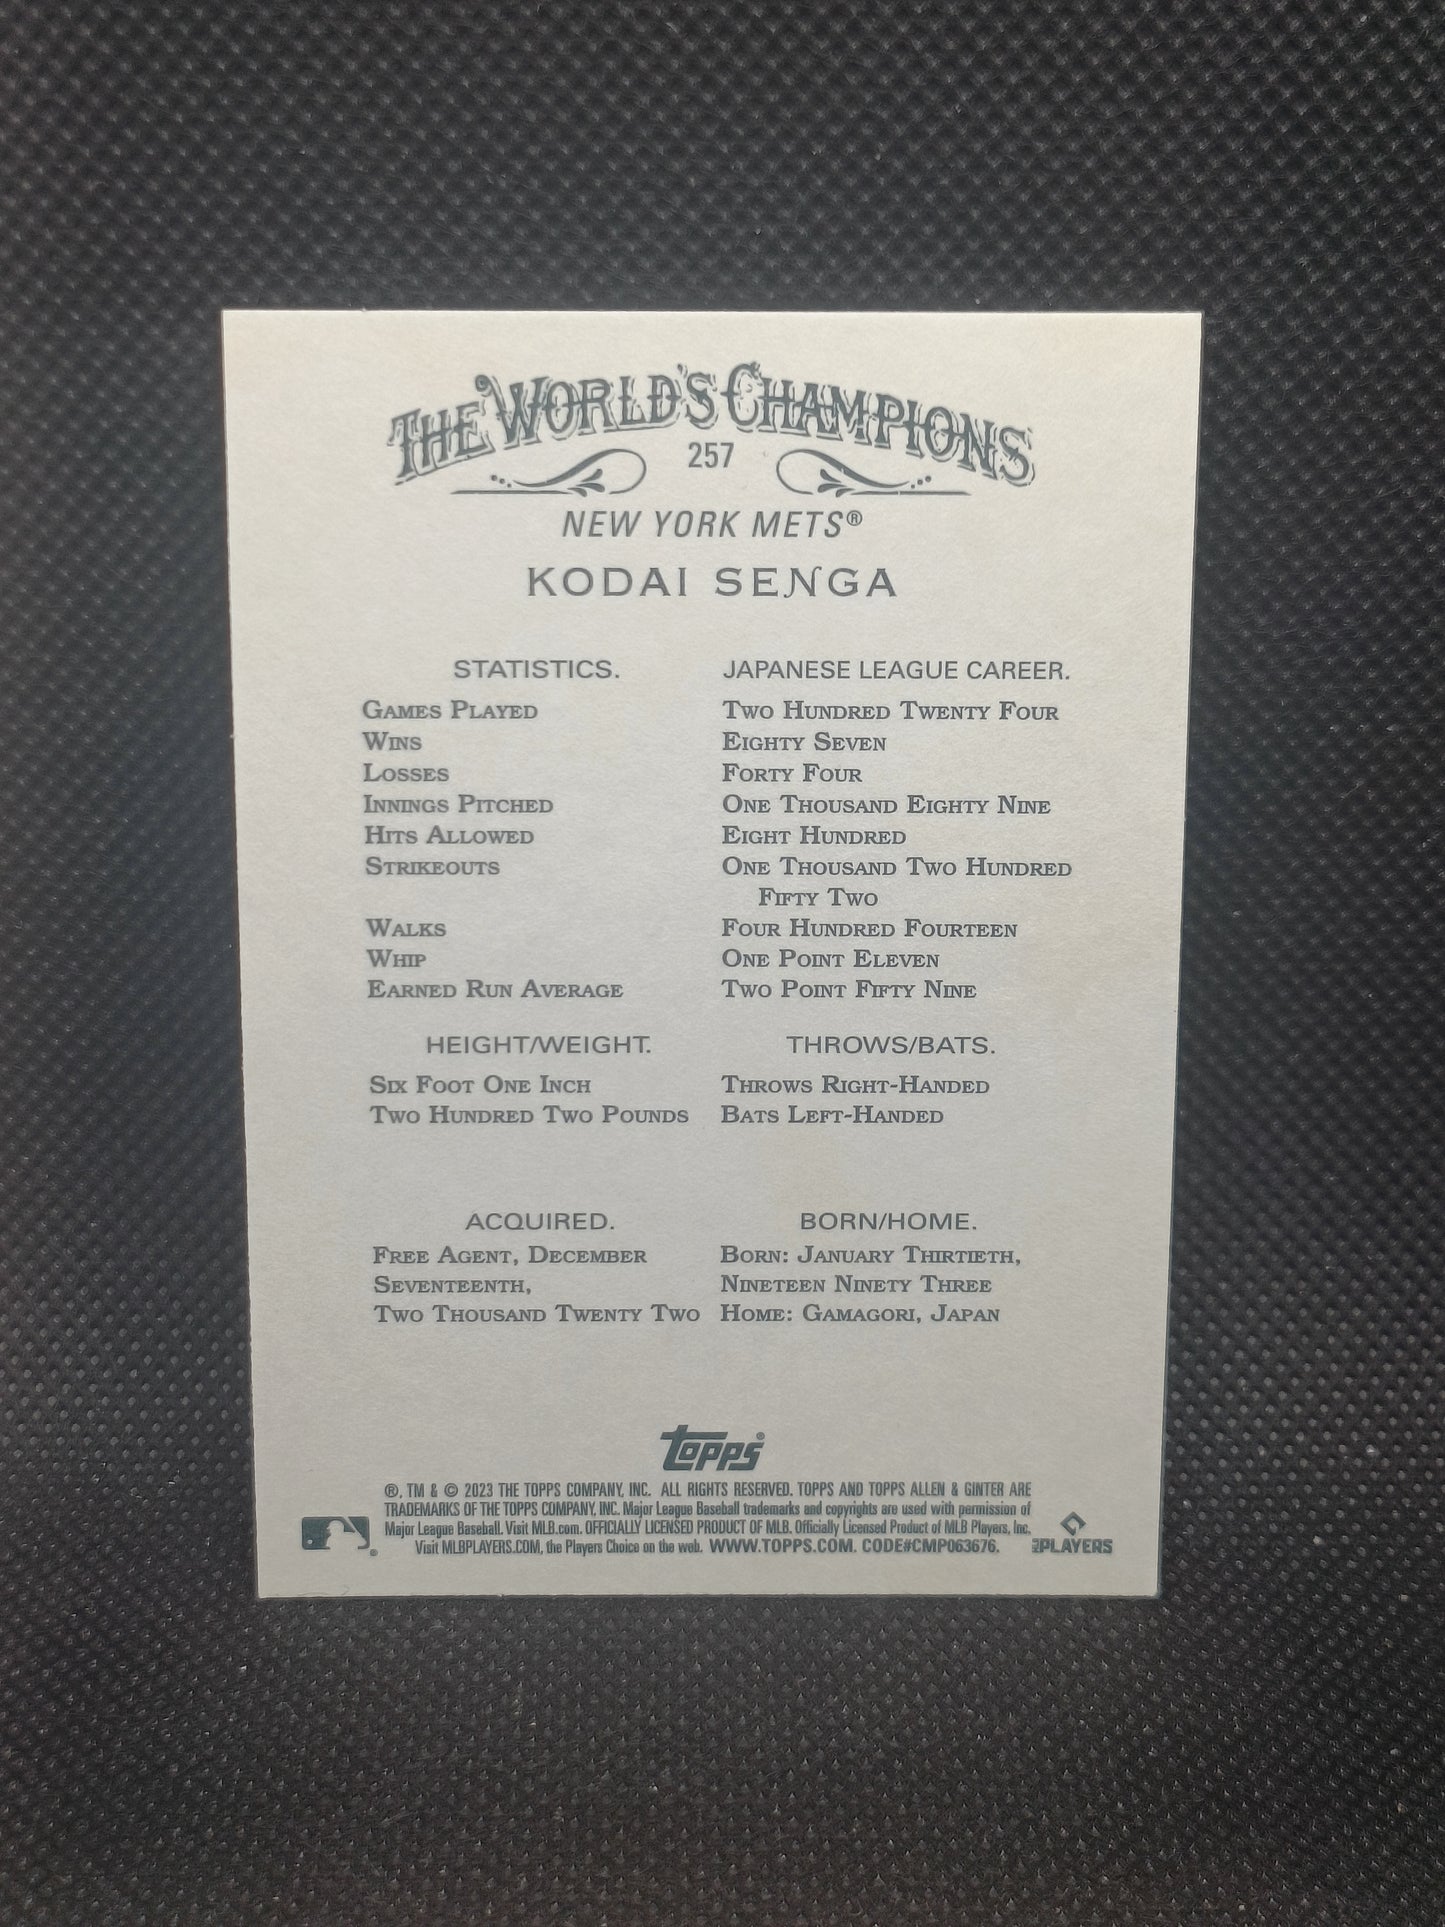 THE WORLD'S CHAMPIONS
257
NEW YORK METS®
KODAI SENGA
STATISTICS. JAPANESE LEAGUE CAREER.
GAMES PLAYED TWO HUNDRED TWENTY FOUR
WINS EIGHTY SEVEN
LOSSES FORTY FOUR
INNINGS PITCHED ONE THOUSAND EIGHTY NINE
HITS ALLOWED EIGHT HUNDRED
STRIKEOUTS ONE THOUSAND TWO HUNDRED
FIFTY TWO
WALKS FOUR HUNDRED FOURTEEN
WHIP ONE POINT ELEVEN
EARNED RUN AVERAGE TWO POINT FIFTY NINE
HEIGHT/WEIGHT. THROWS/BATS.
SIX FOOT ONE INCH THROWS RIGHT-HANDED
TWO HUNDRED TWO POUNDS BATS LEFT-HANDED
ACQUIRED. BORN/HOME.
FREE AGENT, DECEMBER BORN: JANUARY THIRTIETH,
SEVENTEENTH, NINETEEN NINETY THREE
TWO THOUSAND TWENTY TWO HOME: GAMAGORI, JAPAN
topps®
®, TM & © 2023 THE TOPPS COMPANY, INC. ALL RIGHTS RESERVED. TOPPS AND TOPPS ALLEN & GINTER ARE
TRADEMARKS OF THE TOPPS COMPANY, INC. Major League Baseball trademarks and copyrights are used with permission of
Major League Baseball. Visit MLB.com. OFFICIALLY LICENSED PRODUCT OF MLB. Officially Licensed Product of MLB Players, Inc.
Visit MLBPLAYERS.COM, the Players Choice on the web. WWW.TOPPS.COM. CODE#CMP063676.
PLAYERS